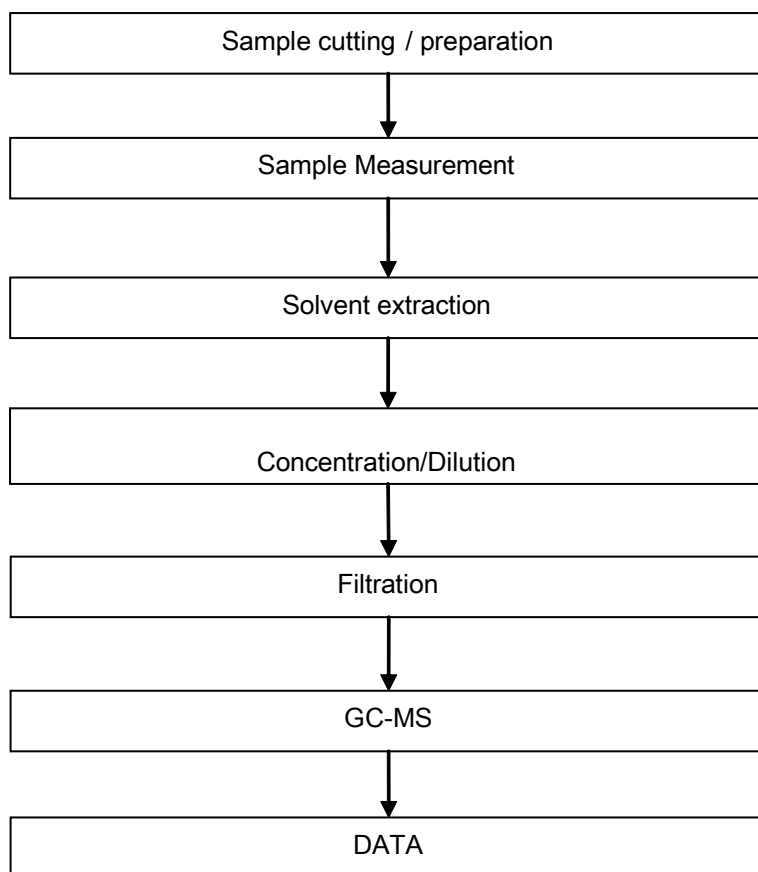 Sample cutting / preparation
Sample Measurement
Solvent extraction
Concentration/Dilution
Filtration
GC-MS
DATA